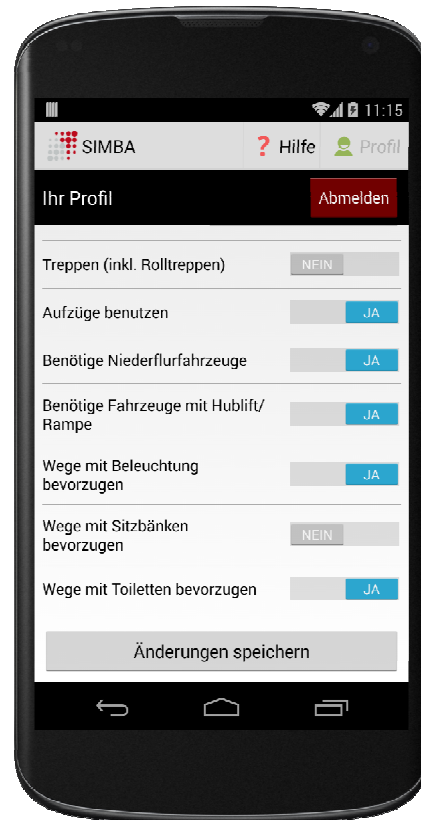 11:15
SIMBA
? Hilfe
Profil
Ihr Profil
Abmelden
Treppen (inkl. Rolltreppen)
NEIN
Aufzüge benutzen
JA
Benötige Niederflurfahrzeuge
JA
Benötige Fahrzeuge mit Hublift/
Rampe
JA
Wege mit Beleuchtung
bevorzugen
JA
Wege mit Sitzbänken
bevorzugen
NEIN
Wege mit Toiletten bevorzugen
JA
Änderungen speichern